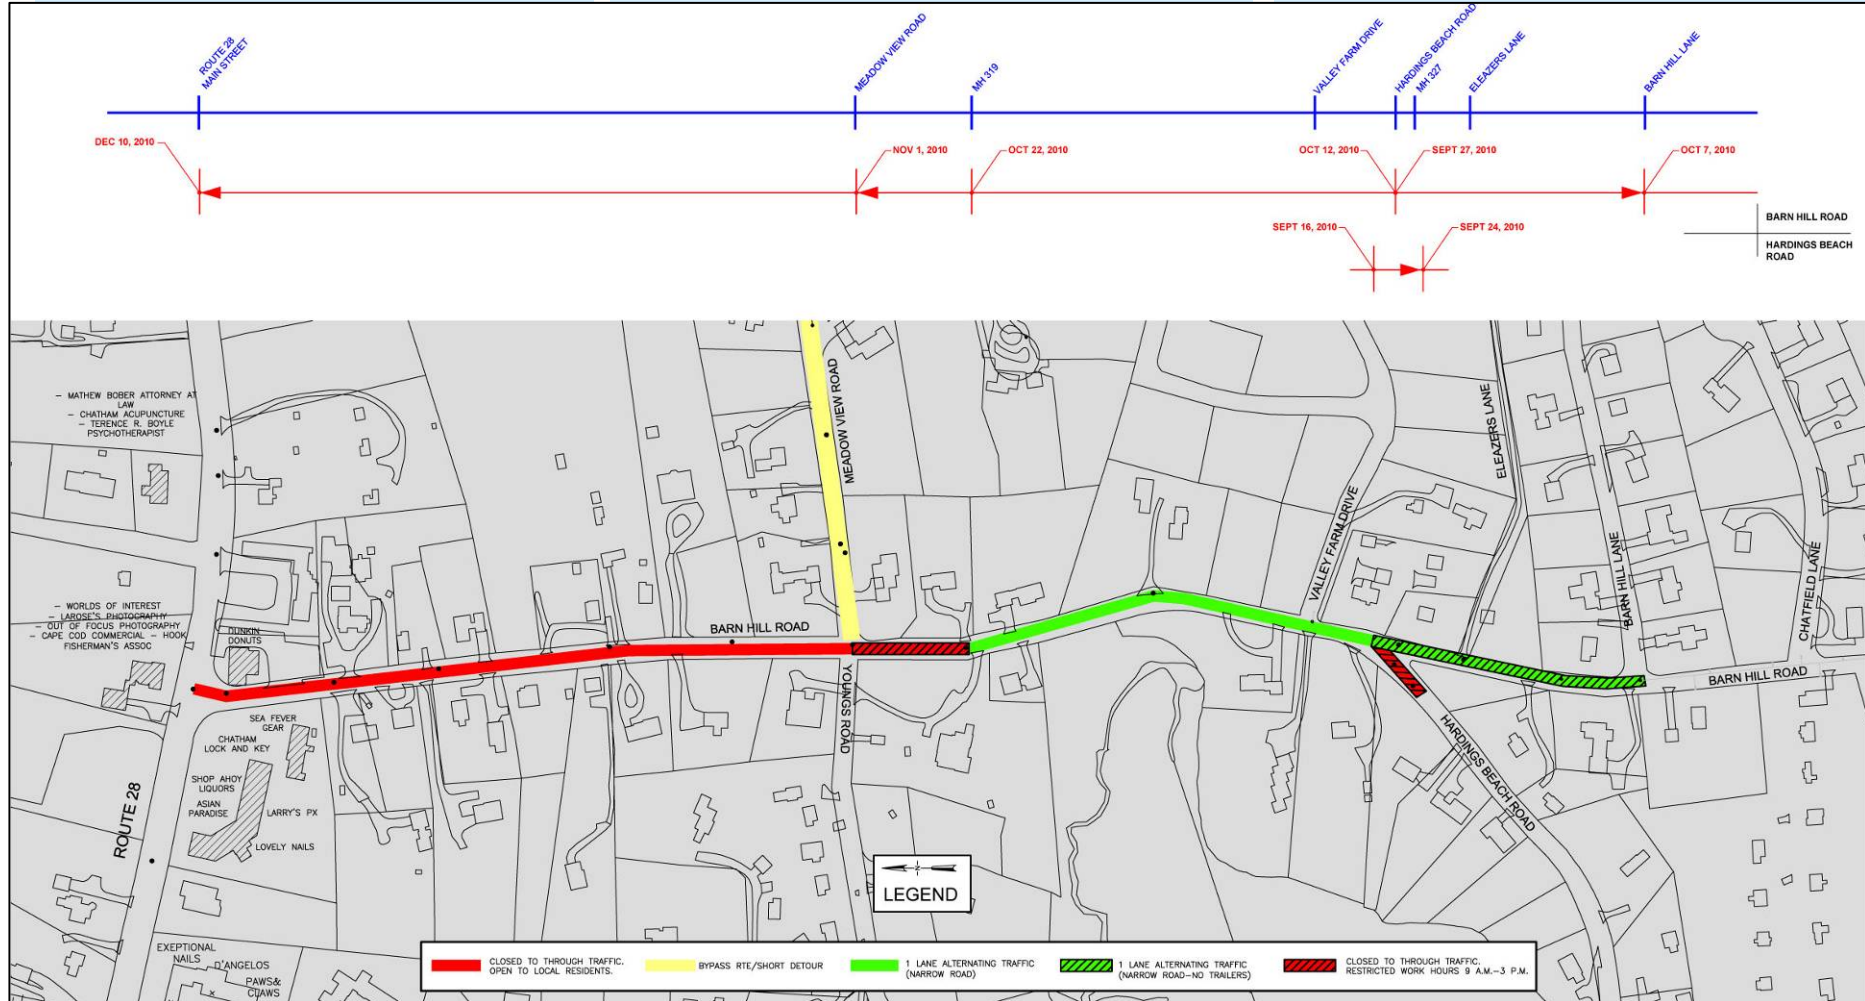 ROUTE 28
MAIN STREET
MEADOW VIEW ROAD
MH 319
VALLEY FARM DRIVE
HARDINGS BEACH ROAD
MH 327
ELEAZERS LANE
BARN HILL LANE
DEC 10, 2010
NOV 1, 2010
OCT 22, 2010
OCT 12, 2010
SEPT 27, 2010
OCT 7, 2010
SEPT 16, 2010
SEPT 24, 2010
BARN HILL ROAD
HARDINGS BEACH
ROAD
– MATHEW BOBER ATTORNEY AT
LAW
– CHATHAM ACUPUNCTURE
– TERENCE R. BOYLE
PSYCHOTHERAPIST
MEADOW VIEW ROAD
ELEAZERS LANE
VALLEY FARM DRIVE
BARN HILL LANE
CHATFIELD LANE
– WORLDS OF INTEREST
– LAROSE'S PHOTOGRAPHY
– OUT OF FOCUS PHOTOGRAPHY
– CAPE COD COMMERCIAL – HOOK
FISHERMAN'S ASSOC
DUNKIN
DONUTS
BARN HILL ROAD
BARN HILL ROAD
YOUNGS ROAD
HARDINGS BEACH ROAD
SEA FEVER
GEAR
CHATHAM
LOCK AND KEY
SHOP AHOY
LIQUORS
ASIAN
PARADISE
LARRY'S PX
LOVELY NAILS
ROUTE 28
Z
LEGEND
EXEPTIONAL
NAILS
D'ANGELOS
PAWS&
CLAWS
CLOSED TO THROUGH TRAFFIC.
OPEN TO LOCAL RESIDENTS.
BYPASS RTE/SHORT DETOUR
1 LANE ALTERNATING TRAFFIC
(NARROW ROAD)
1 LANE ALTERNATING TRAFFIC
(NARROW ROAD–NO TRAILERS)
CLOSED TO THROUGH TRAFFIC.
RESTRICTED WORK HOURS 9 A.M.–3 P.M.